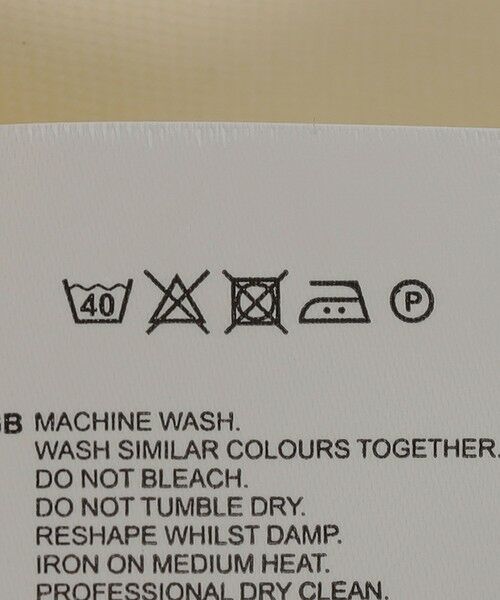 40 P
GB MACHINE WASH.
WASH SIMILAR COLOURS TOGETHER.
DO NOT BLEACH.
DO NOT TUMBLE DRY.
RESHAPE WHILST DAMP.
IRON ON MEDIUM HEAT.
PROFESSIONAL DRY CLEAN.